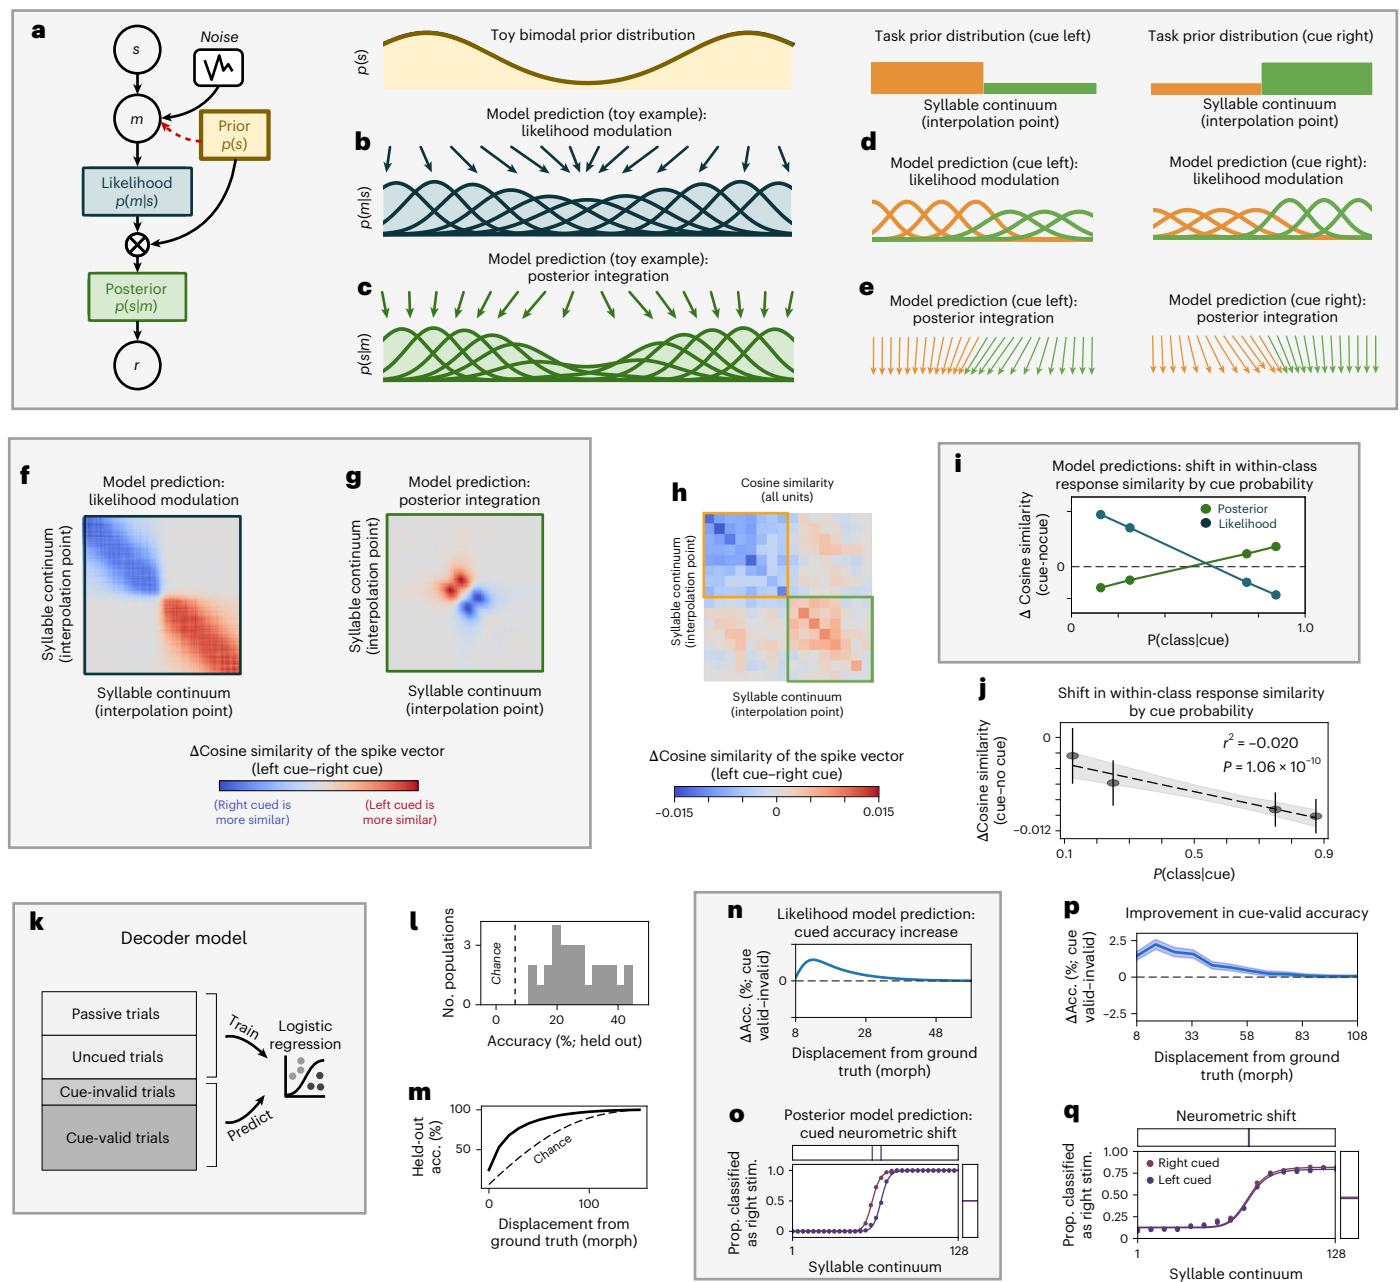 a
s
Noise
m
Prior
p(s)
Likelihood
p(m|s)
Posterior
p(s|m)
r
Toy bimodal prior distribution
p(s)
Model prediction (toy example):
likelihood modulation
b
p(m|s)
Model prediction (toy example):
posterior integration
c
p(s|m)
Task prior distribution (cue left)
Syllable continuum
(interpolation point)
Task prior distribution (cue right)
Syllable continuum
(interpolation point)
d
Model prediction (cue left):
likelihood modulation
Model prediction (cue right):
likelihood modulation
e
Model prediction (cue left):
posterior integration
Model prediction (cue right):
posterior integration
f
Model prediction:
likelihood modulation
Syllable continuum
(interpolation point)
Syllable continuum
(interpolation point)
g
Model prediction:
posterior integration
Syllable continuum
(interpolation point)
Syllable continuum
(interpolation point)
ΔCosine similarity of the spike vector
(left cue–right cue)
(Right cued is
more similar)
(Left cued is
more similar)
h
Cosine similarity
(all units)
Syllable continuum
(interpolation point)
Syllable continuum
(interpolation point)
ΔCosine similarity of the spike vector
(left cue–right cue)
−0.015
0
0.015
i
Model predictions: shift in within-class
response similarity by cue probability
Posterior
Likelihood
Δ Cosine similarity
(cue-nocue)
0
0
1.0
P(class|cue)
j
Shift in within-class response similarity
by cue probability
r² = −0.020
P = 1.06 × 10⁻¹⁰
ΔCosine similarity
(cue–no cue)
0
−0.012
0.1
0.5
0.9
P(class|cue)
k
Decoder model
Passive trials
Uncued trials
Cue-invalid trials
Cue-valid trials
Train
Predict
Logistic
regression
l
No. populations
3
0
Chance
0
20
40
Accuracy (%; held out)
m
Held-out
acc. (%)
100
50
Chance
0
100
Displacement from
ground truth (morph)
n
Likelihood model prediction:
cued accuracy increase
ΔAcc. (%; cue
valid–invalid)
0
8
28
48
Displacement from ground
truth (morph)
o
Posterior model prediction:
cued neurometric shift
Prop. classified
as right stim.
1.0
0.5
0
1
128
Syllable continuum
p
Improvement in cue-valid accuracy
ΔAcc. (%; cue
valid–invalid)
2.5
0
−2.5
8
33
58
83
108
Displacement from ground
truth (morph)
q
Neurometric shift
Right cued
Left cued
Prop. classified
as right stim.
1.00
0.75
0.50
0.25
0
1
128
Syllable continuum